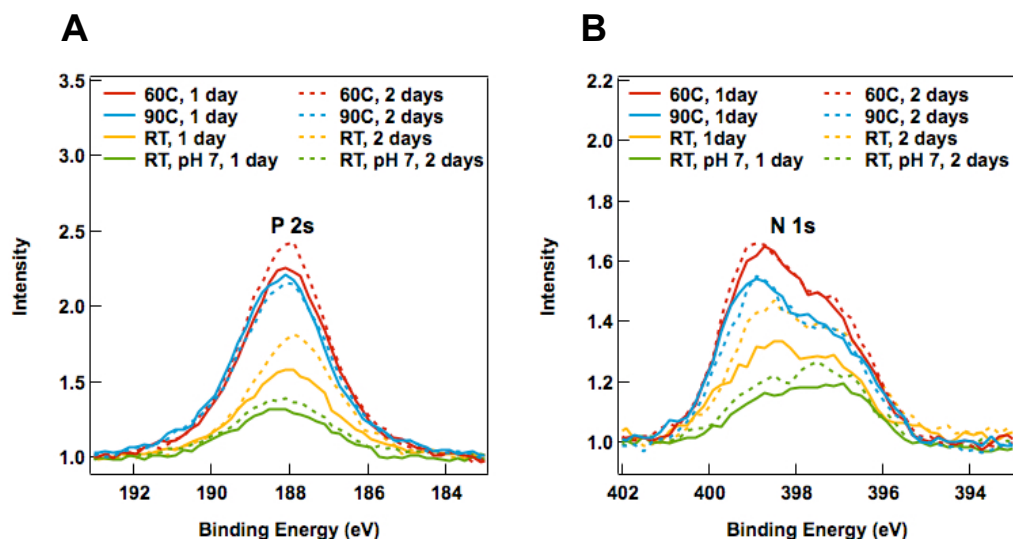 A
3.5
3.0
2.5
2.0
1.5
1.0
Intensity
60C, 1 day
90C, 1 day
RT, 1 day
RT, pH 7, 1 day
60C, 2 days
90C, 2 days
RT, 2 days
RT, pH 7, 2 days
P 2s
192
190
188
186
184
Binding Energy (eV)
B
2.2
2.0
1.8
1.6
1.4
1.2
1.0
Intensity
60C, 1day
90C, 1day
RT, 1day
RT, pH 7, 1 day
60C, 2 days
90C, 2 days
RT, 2 days
RT, pH 7, 2 days
N 1s
402
400
398
396
394
Binding Energy (eV)